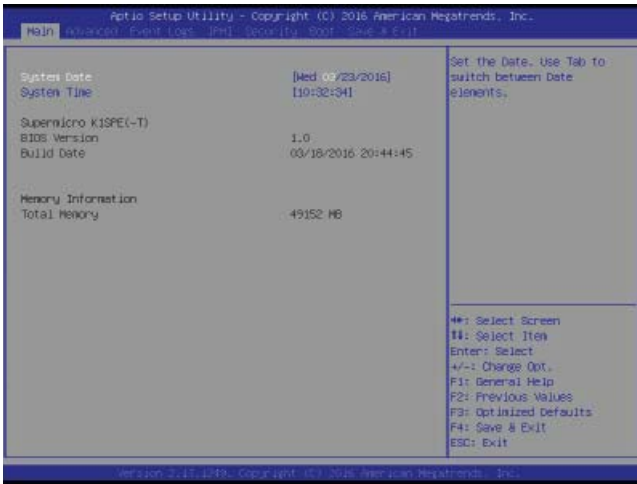 Aptio Setup Utility - Copyright (C) 2016 American Megatrends, Inc.
Main Advanced Event Logs IPMI Security Boot Save & Exit
System Date [Wed 03/23/2016]
System Time [10:32:34]
Supermicro K1SPE(-T)
BIOS Version 1.0
Build Date 03/18/2016 20:44:45
Memory Information
Total Memory 49152 MB
Set the Date. Use Tab to
switch between Date
elements.
↔: Select Screen
↑↓: Select Item
Enter: Select
+/-: Change Opt.
F1: General Help
F2: Previous Values
F3: Optimized Defaults
F4: Save & Exit
ESC: Exit
Version 2.17.1249. Copyright (C) 2016 American Megatrends, Inc.